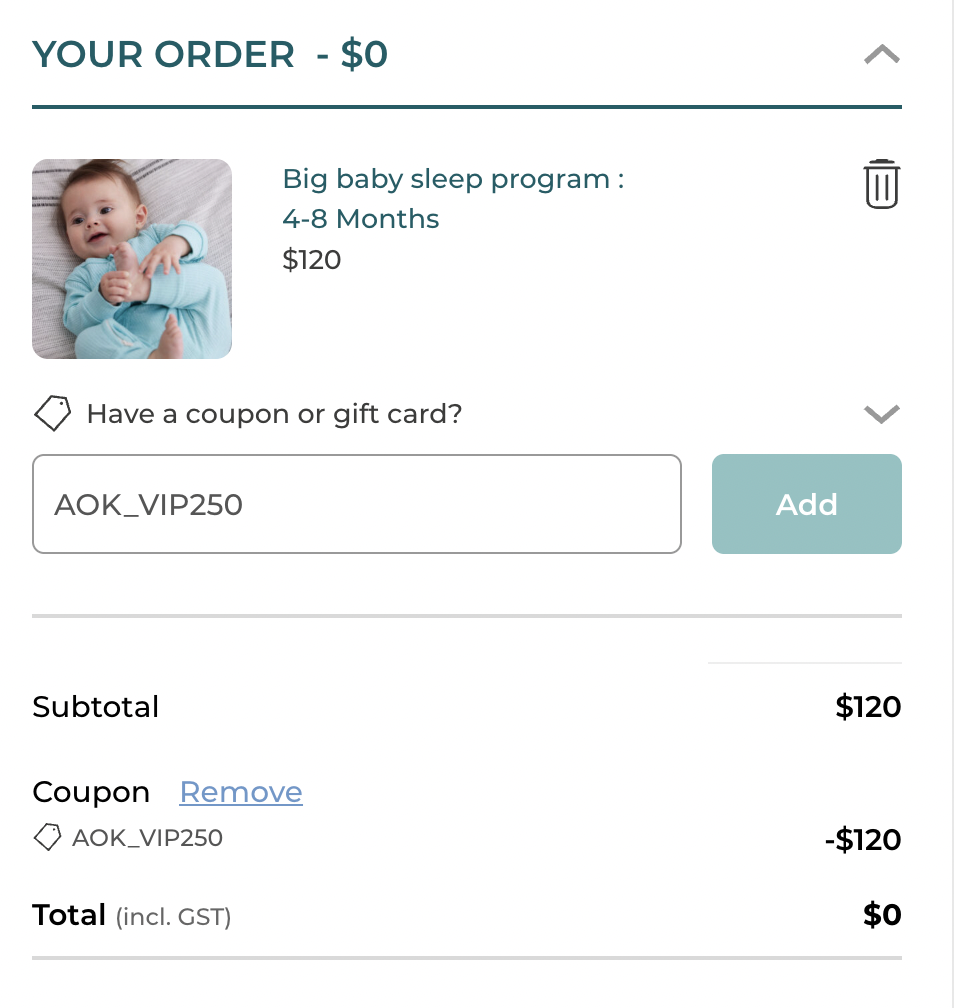 YOUR ORDER - $0
Big baby sleep program :
4-8 Months
$120
Have a coupon or gift card?
AOK_VIP250
Add
Subtotal $120
Coupon Remove
AOK_VIP250 -$120
Total (incl. GST) $0